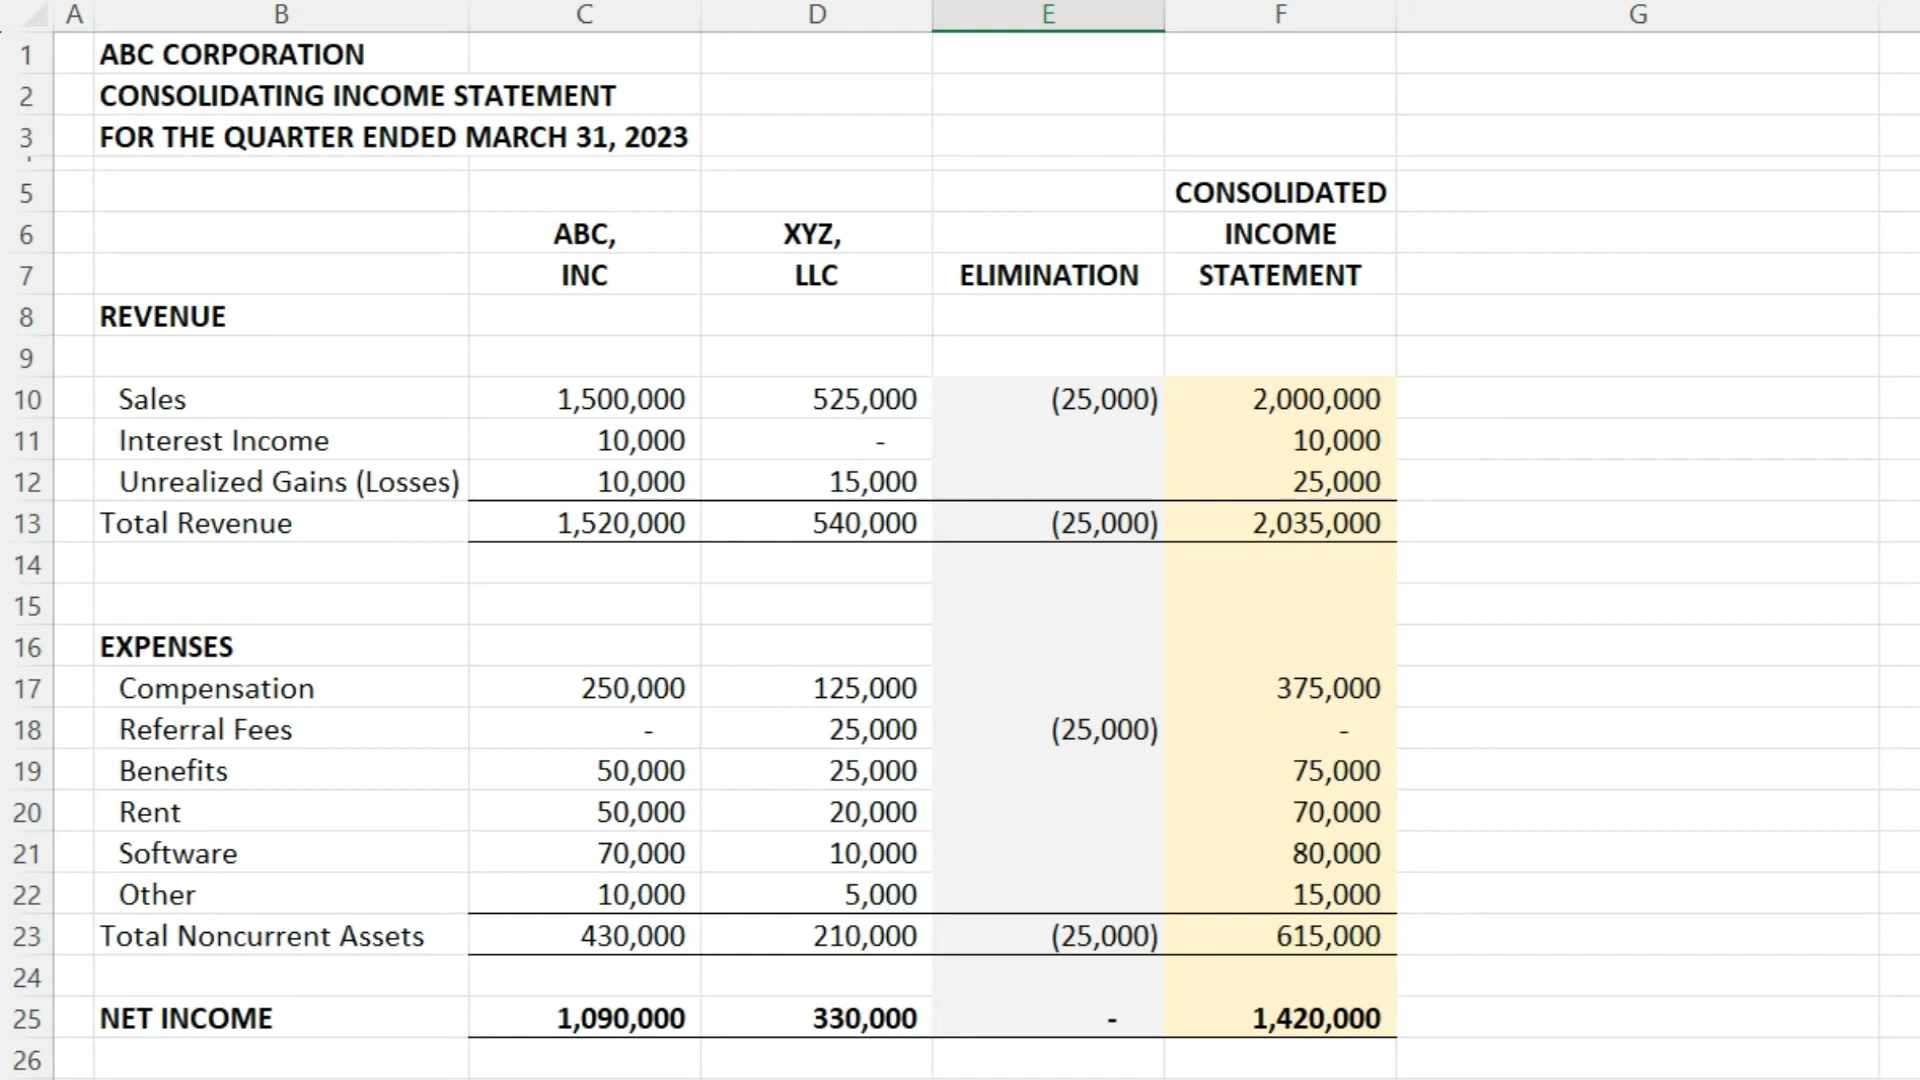 A B C D E F G
1 ABC CORPORATION
2 CONSOLIDATING INCOME STATEMENT
3 FOR THE QUARTER ENDED MARCH 31, 2023
5 CONSOLIDATED
6 ABC, XYZ, INCOME
7 INC LLC ELIMINATION STATEMENT
8 REVENUE
9
10 Sales 1,500,000 525,000 (25,000) 2,000,000
11 Interest Income 10,000 - 10,000
12 Unrealized Gains (Losses) 10,000 15,000 25,000
13 Total Revenue 1,520,000 540,000 (25,000) 2,035,000
14
15
16 EXPENSES
17 Compensation 250,000 125,000 375,000
18 Referral Fees - 25,000 (25,000) -
19 Benefits 50,000 25,000 75,000
20 Rent 50,000 20,000 70,000
21 Software 70,000 10,000 80,000
22 Other 10,000 5,000 15,000
23 Total Noncurrent Assets 430,000 210,000 (25,000) 615,000
24
25 NET INCOME 1,090,000 330,000 - 1,420,000
26